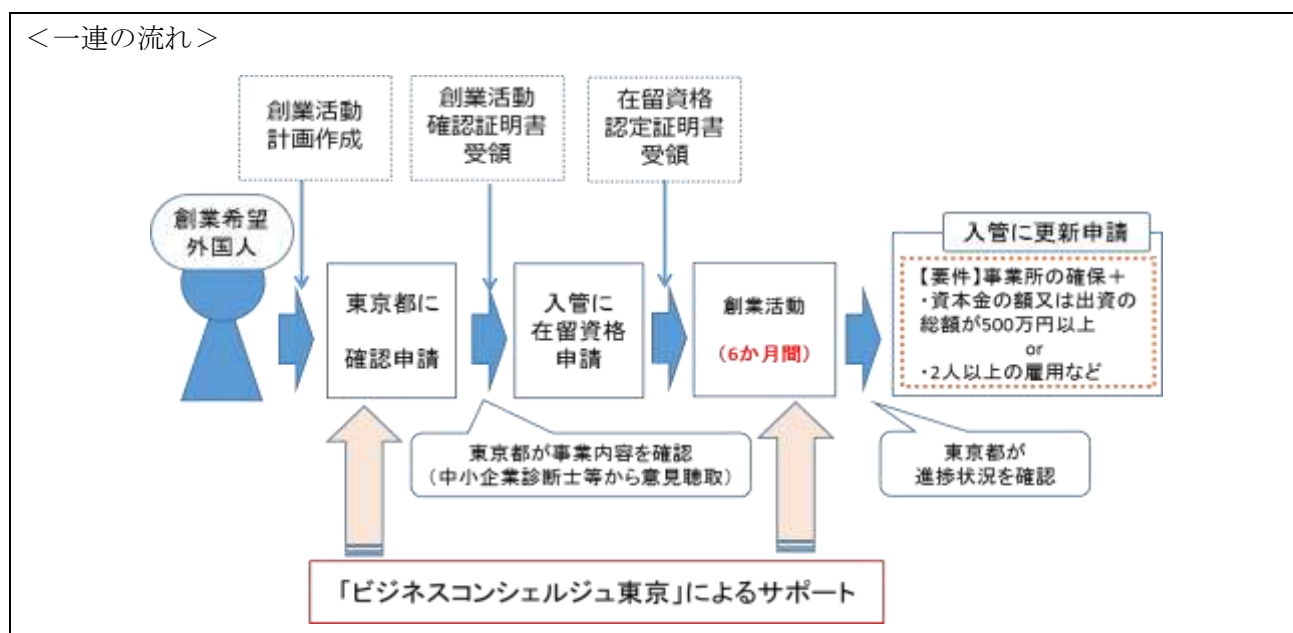 ＜一連の流れ＞
創業活動
計画作成
創業活動
確認証明書
受領
在留資格
認定証明書
受領
創業希望
外国人
東京都に
確認申請
入管に
在留資格
申請
創業活動
（6か月間）
入管に更新申請
【要件】事業所の確保＋
・資本金の額又は出資の
総額が500万円以上
or
・2人以上の雇用など
東京都が事業内容を確認
（中小企業診断士等から意見聴取）
東京都が
進捗状況を確認
「ビジネスコンシェルジュ東京」によるサポート